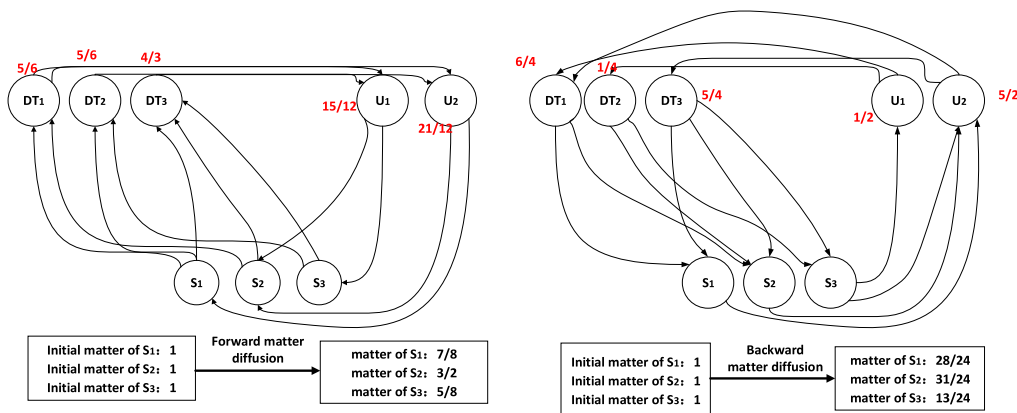 5/6
5/6
4/3
DT1
DT2
DT3
U1
U2
15/12
21/12
S1
S2
S3
Initial matter of S1: 1
Initial matter of S2: 1
Initial matter of S3: 1
Forward matter
diffusion
matter of S1: 7/8
matter of S2: 3/2
matter of S3: 5/8
6/4
1/4
5/4
DT1
DT2
DT3
U1
U2
1/2
5/2
S1
S2
S3
Initial matter of S1: 1
Initial matter of S2: 1
Initial matter of S3: 1
Backward
matter diffusion
matter of S1: 28/24
matter of S2: 31/24
matter of S3: 13/24